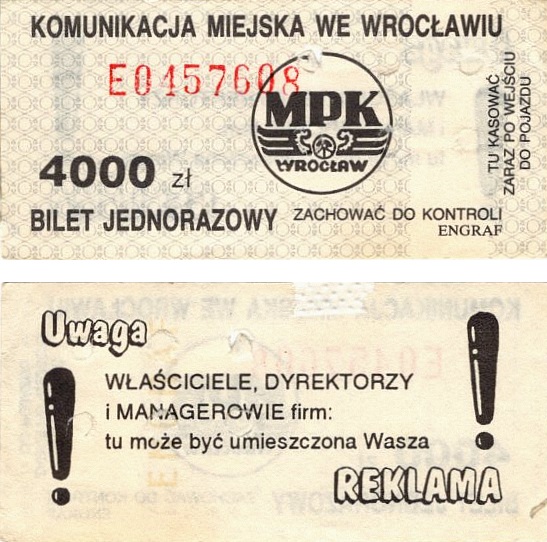 KOMUNIKACJA MIEJSKA WE WROCŁAWIU
E0457608
MPK
WROCŁAW
TU KASOWAĆ
ZARAZ PO WEJŚCIU
DO POJAZDU
4000 zł
BILET JEDNORAZOWY
ZACHOWAĆ DO KONTROLI
ENGRAF
Uwaga
WŁAŚCICIELE, DYREKTORZY
i MANAGEROWIE firm:
tu może być umieszczona Wasza
REKLAMA